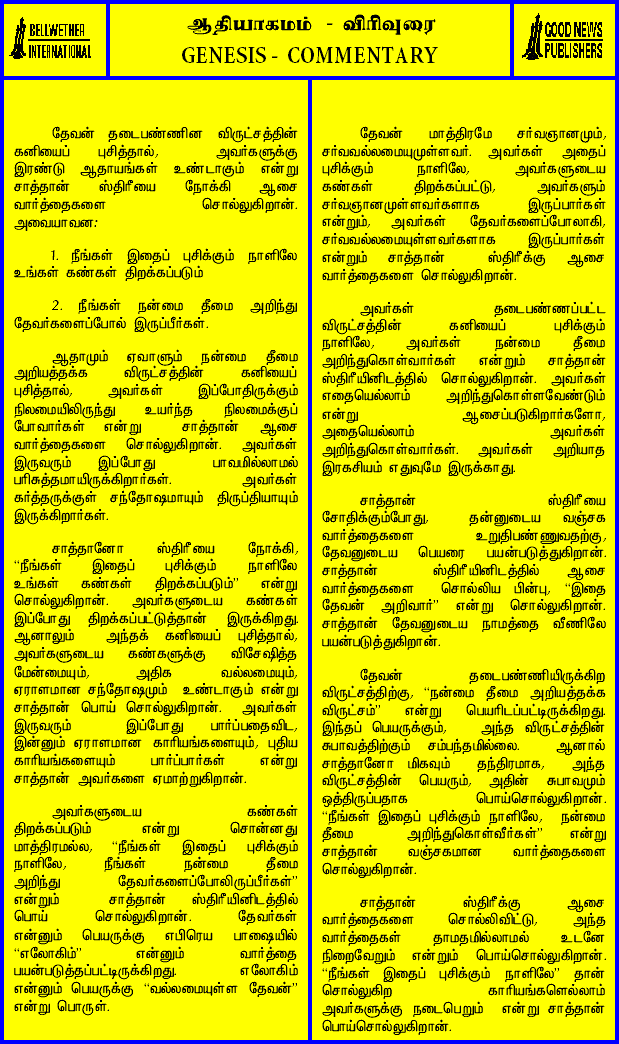 BELLWETHER
INTERNATIONAL
ஆதியாகமம் - விரிவுரை
GENESIS - COMMENTARY
GOOD NEWS
PUBLISHERS
தேவன் தடைபண்ணின விருட்சத்தின்
கனியைப் புசித்தால், அவர்களுக்கு
இரண்டு ஆதாயங்கள் உண்டாகும் என்று
சாத்தான் ஸ்திரீயை நோக்கி ஆசை
வார்த்தைகளை சொல்லுகிறான்.
அவையாவன:
1. நீங்கள் இதைப் புசிக்கும் நாளிலே
உங்கள் கண்கள் திறக்கப்படும்
2. நீங்கள் நன்மை தீமை அறிந்து
தேவர்களைப்போல் இருப்பீர்கள்.
ஆதாமும் ஏவாளும் நன்மை தீமை
அறியத்தக்க விருட்சத்தின் கனியைப்
புசித்தால், அவர்கள் இப்போதிருக்கும்
நிலமையிலிருந்து உயர்ந்த நிலமைக்குப்
போவார்கள் என்று சாத்தான் ஆசை
வார்த்தைகளை சொல்லுகிறான். அவர்கள்
இருவரும் இப்போது பாவமில்லாமல்
பரிசுத்தமாயிருக்கிறார்கள். அவர்கள்
கர்த்தருக்குள் சந்தோஷமாயும் திருப்தியாயும்
இருக்கிறார்கள்.
சாத்தானோ ஸ்திரீயை நோக்கி,
“நீங்கள் இதைப் புசிக்கும் நாளிலே
உங்கள் கண்கள் திறக்கப்படும்” என்று
சொல்லுகிறான். அவர்களுடைய கண்கள்
இப்போது திறக்கப்பட்டுத்தான் இருக்கிறது.
ஆனாலும் அந்தக் கனியைப் புசித்தால்,
அவர்களுடைய கண்களுக்கு விசேஷித்த
மேன்மையும், அதிக வல்லமையும்,
ஏராளமான சந்தோஷமும் உண்டாகும் என்று
சாத்தான் பொய் சொல்லுகிறான். அவர்கள்
இருவரும் இப்போது பார்ப்பதைவிட,
இன்னும் ஏராளமான காரியங்களையும், புதிய
காரியங்களையும் பார்ப்பார்கள் என்று
சாத்தான் அவர்களை ஏமாற்றுகிறான்.
அவர்களுடைய கண்கள்
திறக்கப்படும் என்று சொன்னது
மாத்திரமல்ல, “நீங்கள் இதைப் புசிக்கும்
நாளிலே, நீங்கள் நன்மை தீமை
அறிந்து தேவர்களைப்போலிருப்பீர்கள்”
என்றும் சாத்தான் ஸ்திரீயினிடத்தில்
பொய் சொல்லுகிறான். தேவர்கள்
என்னும் பெயருக்கு எபிரெய பாஷையில்
“எலோகிம்” என்னும் வார்த்தை
பயன்படுத்தப்பட்டிருக்கிறது. எலோகிம்
என்னும் பெயருக்கு “வல்லமையுள்ள தேவன்”
என்று பொருள்.
தேவன் மாத்திரமே சர்வஞானமும்,
சர்வவல்லமையுமுள்ளவர். அவர்கள் அதைப்
புசிக்கும் நாளிலே, அவர்களுடைய
கண்கள் திறக்கப்பட்டு, அவர்களும்
சர்வஞானமுள்ளவர்களாக இருப்பார்கள்
என்றும், அவர்கள் தேவர்களைப்போலாகி,
சர்வவல்லமையுள்ளவர்களாக இருப்பார்கள்
என்றும் சாத்தான் ஸ்திரீக்கு ஆசை
வார்த்தைகளை சொல்லுகிறான்.
அவர்கள் தடைபண்ணப்பட்ட
விருட்சத்தின் கனியைப் புசிக்கும்
நாளிலே, அவர்கள் நன்மை தீமை
அறிந்துகொள்வார்கள் என்றும் சாத்தான்
ஸ்திரீயினிடத்தில் சொல்லுகிறான். அவர்கள்
எதையெல்லாம் அறிந்துகொள்ளவேண்டும்
என்று ஆசைப்படுகிறார்களோ,
அதையெல்லாம் அவர்கள்
அறிந்துகொள்வார்கள். அவர்கள் அறியாத
இரகசியம் எதுவுமே இருக்காது.
சாத்தான் ஸ்திரீயை
சோதிக்கும்போது, தன்னுடைய வஞ்சக
வார்த்தைகளை உறுதிபண்ணுவதற்கு,
தேவனுடைய பெயரை பயன்படுத்துகிறான்.
சாத்தான் ஸ்திரீயினிடத்தில் ஆசை
வார்த்தைகளை சொல்லிய பின்பு, “இதை
தேவன் அறிவார்” என்று சொல்லுகிறான்.
சாத்தான் தேவனுடைய நாமத்தை வீணிலே
பயன்படுத்துகிறான்.
தேவன் தடைபண்ணியிருக்கிற
விருட்சத்திற்கு, “நன்மை தீமை அறியத்தக்க
விருட்சம்” என்று பெயரிடப்பட்டிருக்கிறது.
இந்தப் பெயருக்கும், அந்த விருட்சத்தின்
சுபாவத்திற்கும் சம்பந்தமில்லை. ஆனால்
சாத்தானோ மிகவும் தந்திரமாக, அந்த
விருட்சத்தின் பெயரும், அதின் சுபாவமும்
ஒத்திருப்பதாக பொய்சொல்லுகிறான்.
“நீங்கள் இதைப் புசிக்கும் நாளிலே, நன்மை
தீமை அறிந்துகொள்வீர்கள்” என்று
சாத்தான் வஞ்சகமான வார்த்தைகளை
சொல்லுகிறான்.
சாத்தான் ஸ்திரீக்கு ஆசை
வார்த்தைகளை சொல்லிவிட்டு, அந்த
வார்த்தைகள் தாமதமில்லாமல் உடனே
நிறைவேறும் என்றும் பொய்சொல்லுகிறான்.
“நீங்கள் இதைப் புசிக்கும் நாளிலே” தான்
சொல்லுகிற காரியங்களெல்லாம்
அவர்களுக்கு நடைபெறும் என்று சாத்தான்
பொய்சொல்லுகிறான்.